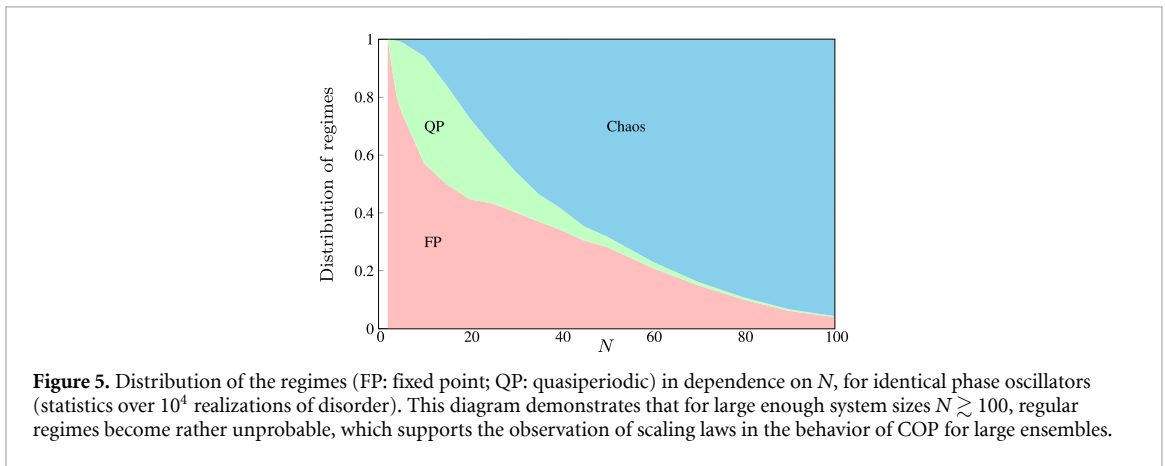 1
0.8
0.6
0.4
0.2
0
Distribution of regimes
QP
Chaos
FP
0 20 40 60 80 100
N
Figure 5. Distribution of the regimes (FP: fixed point; QP: quasiperiodic) in dependence on N, for identical phase oscillators
(statistics over 10⁴ realizations of disorder). This diagram demonstrates that for large enough system sizes N ≳ 100, regular
regimes become rather unprobable, which supports the observation of scaling laws in the behavior of COP for large ensembles.